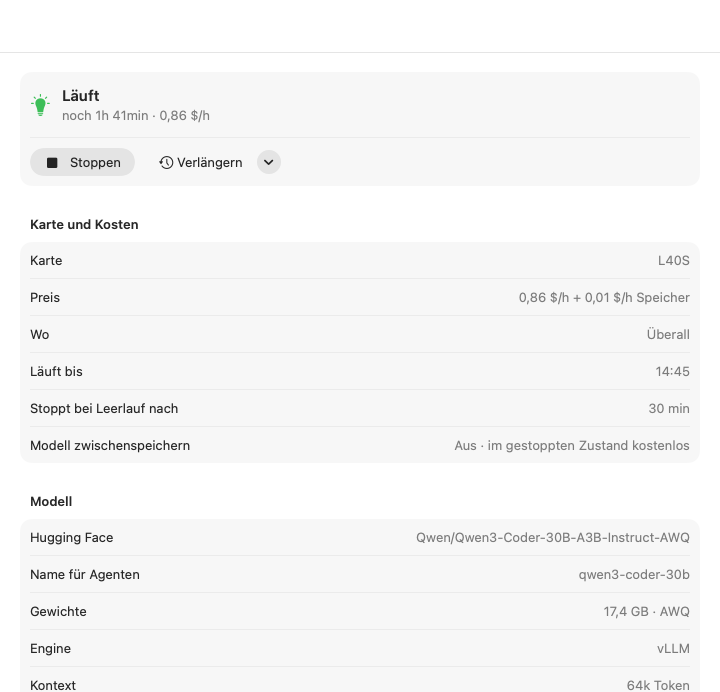 Läuft
noch 1h 41min · 0,86 $/h
Stoppen
Verlängern
Karte und Kosten
Karte L40S
Preis 0,86 $/h + 0,01 $/h Speicher
Wo Überall
Läuft bis 14:45
Stoppt bei Leerlauf nach 30 min
Modell zwischenspeichern Aus · im gestoppten Zustand kostenlos
Modell
Hugging Face Qwen/Qwen3-Coder-30B-A3B-Instruct-AWQ
Name für Agenten qwen3-coder-30b
Gewichte 17,4 GB · AWQ
Engine vLLM
Kontext 64k Token